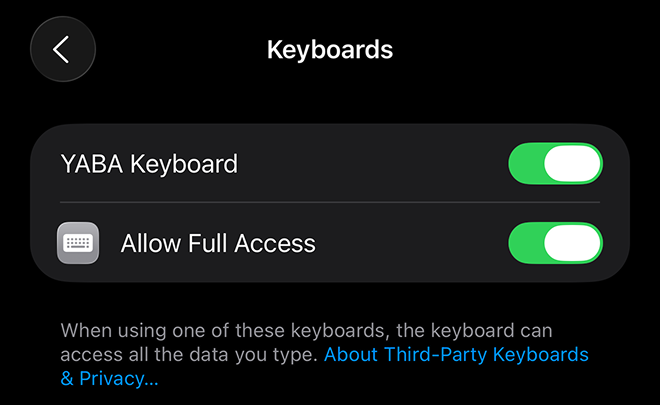 Keyboards
YABA Keyboard
Allow Full Access
When using one of these keyboards, the keyboard can
access all the data you type. About Third-Party Keyboards
& Privacy...